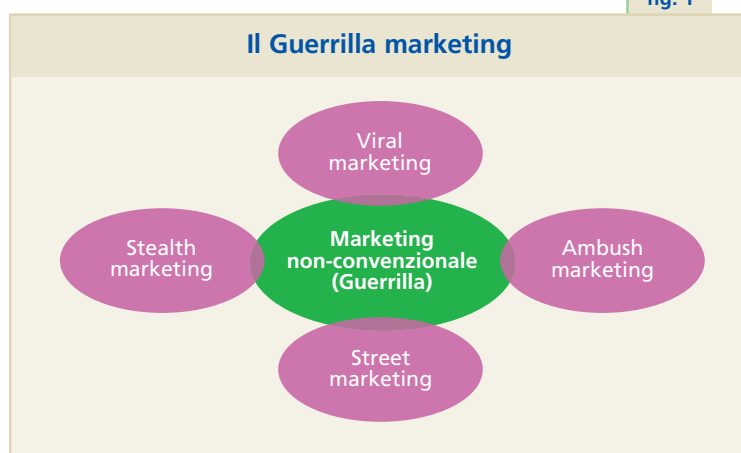 fig. 1
Il Guerrilla marketing
Viral
marketing
Stealth
marketing
Marketing
non-convenzionale
(Guerrilla)
Ambush
marketing
Street
marketing